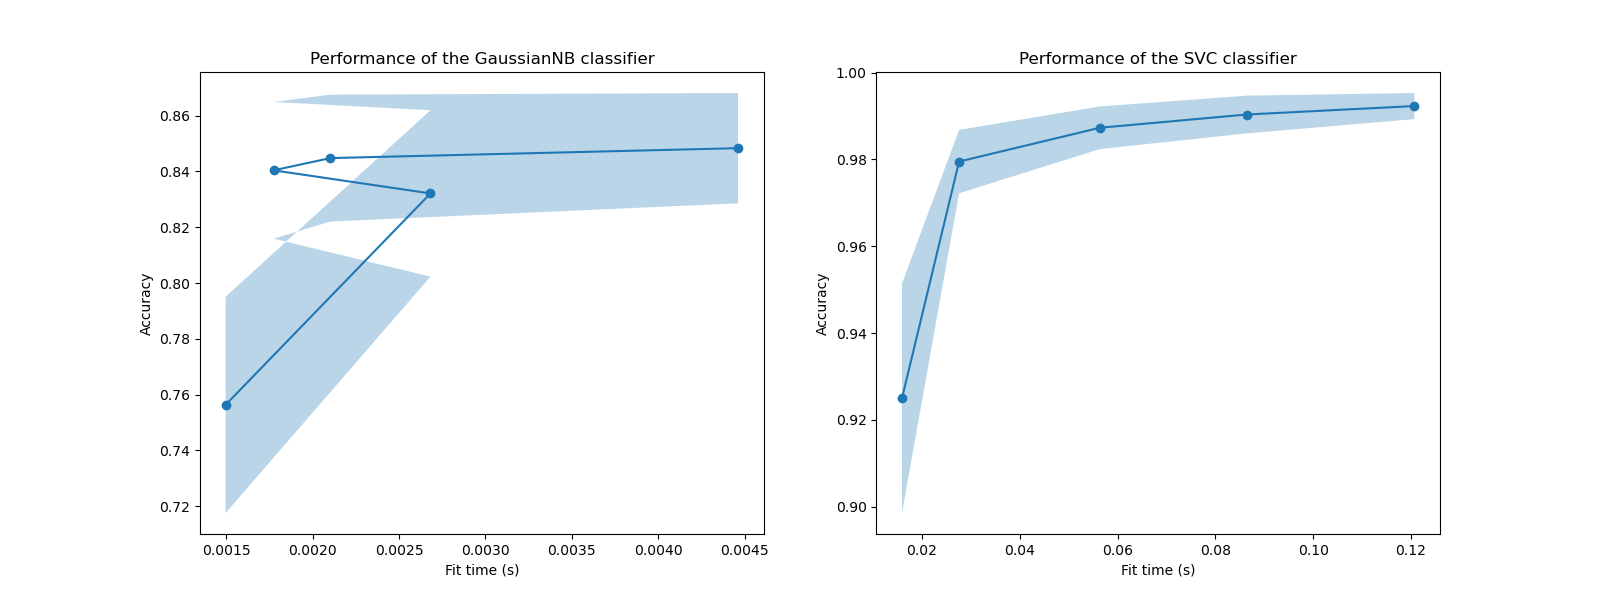 Performance of the GaussianNB classifier
Accuracy
0.86
0.84
0.82
0.80
0.78
0.76
0.74
0.72
0.0015 0.0020 0.0025 0.0030 0.0035 0.0040 0.0045
Fit time (s)
Performance of the SVC classifier
Accuracy
1.00
0.98
0.96
0.94
0.92
0.90
0.02 0.04 0.06 0.08 0.10 0.12
Fit time (s)